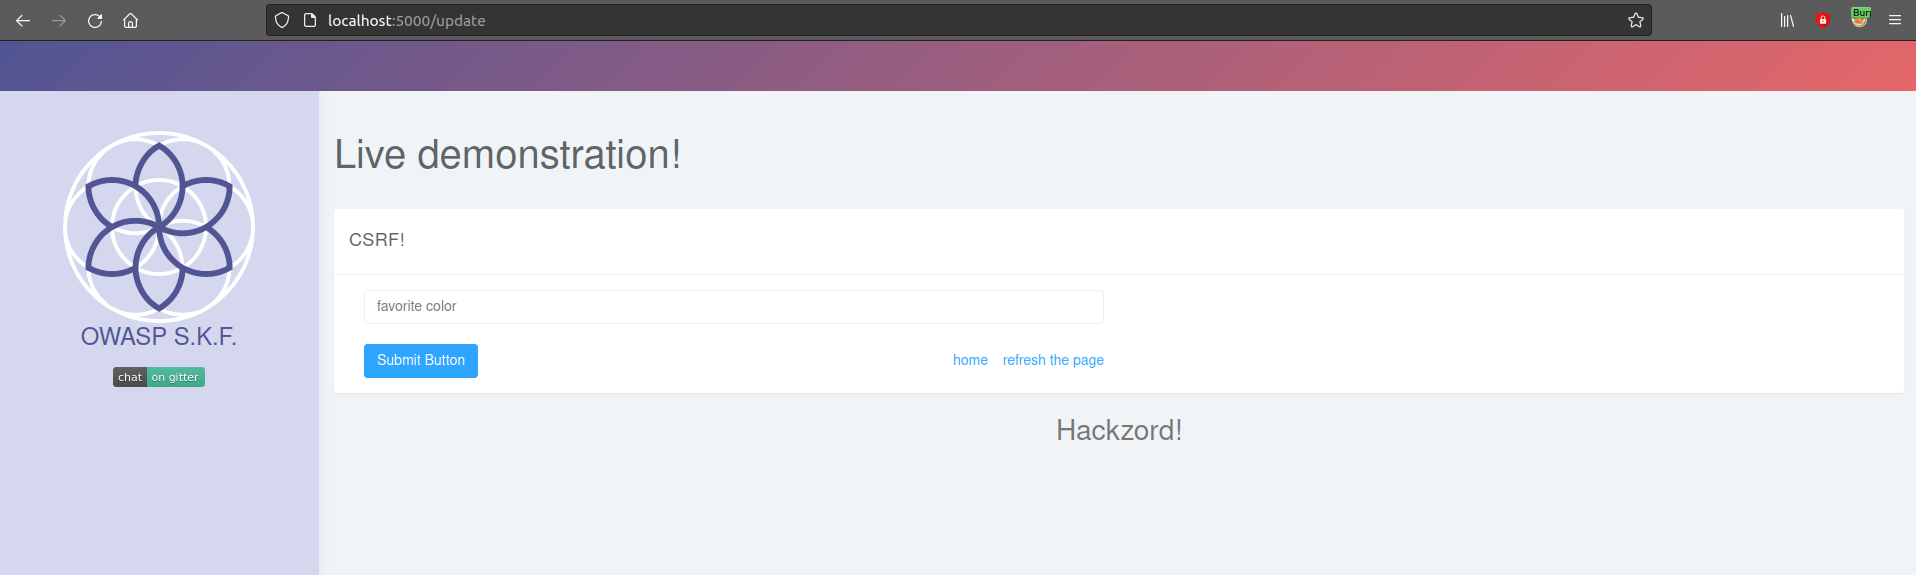 localhost:5000/update
Bur
Live demonstration!
CSRF!
favorite color
Submit Button
home refresh the page
Hackzord!
OWASP S.K.F.
chat on gitter